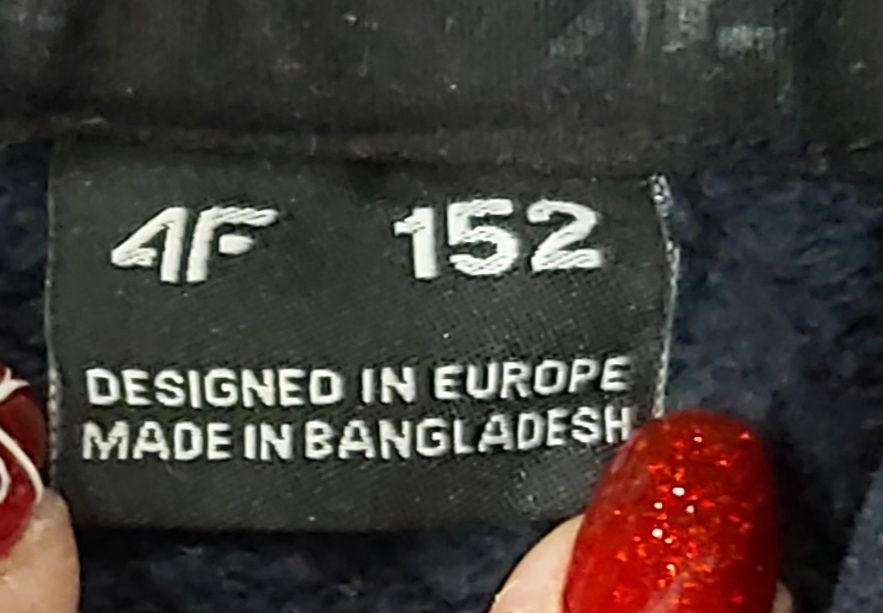 4F 152
DESIGNED IN EUROPE
MADE IN BANGLADESH